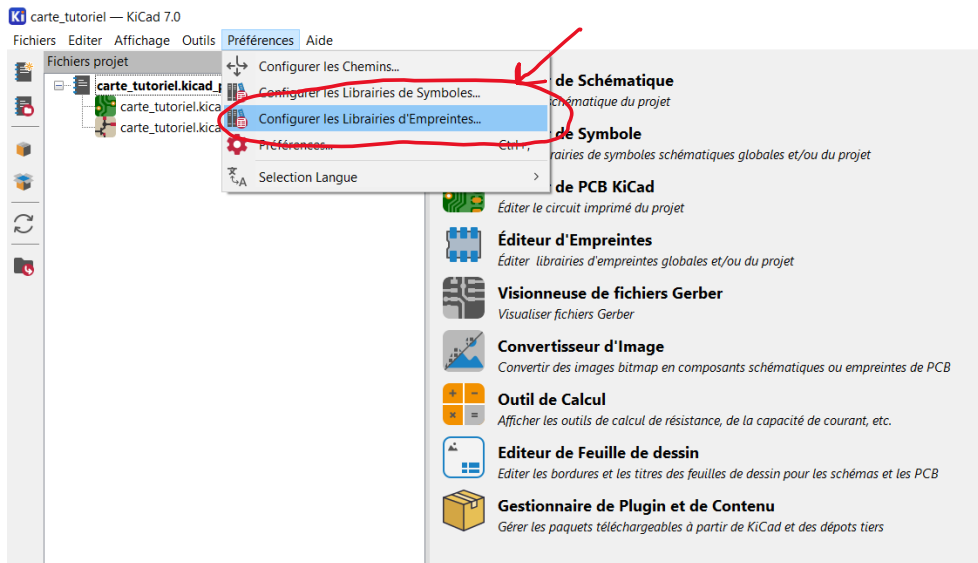 Ki carte_tutoriel — KiCad 7.0
Fichiers Editer Affichage Outils Préférences Aide
Fichiers projet
carte_tutoriel.kicad_p
carte_tutoriel.kica
carte_tutoriel.kica
Configurer les Chemins...
Configurer les Librairies de Symboles...
Configurer les Librairies d'Empreintes...
Préférences... Ctrl+,
Selection Langue
de Schématique
schématique du projet
de Symbole
rairies de symboles schématiques globales et/ou du projet
de PCB KiCad
Éditer le circuit imprimé du projet
Éditeur d'Empreintes
Éditer librairies d'empreintes globales et/ou du projet
Visionneuse de fichiers Gerber
Visualiser fichiers Gerber
Convertisseur d'Image
Convertir des images bitmap en composants schématiques ou empreintes de PCB
Outil de Calcul
Afficher les outils de calcul de résistance, de la capacité de courant, etc.
Editeur de Feuille de dessin
Editer les bordures et les titres des feuilles de dessin pour les schémas et les PCB
Gestionnaire de Plugin et de Contenu
Gérer les paquets téléchargeables à partir de KiCad et des dépots tiers